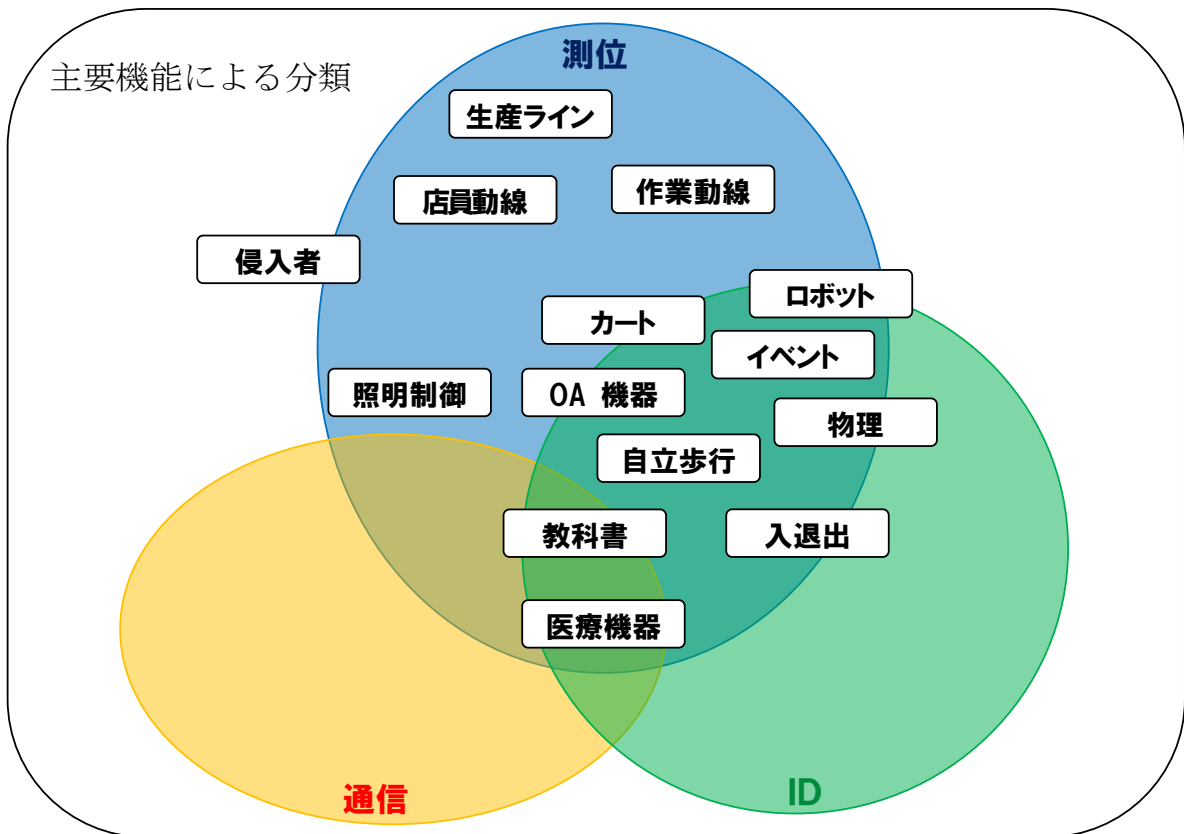 測位
主要機能による分類
生産ライン
店員動線
作業動線
侵入者
ロボット
カート
イベント
照明制御
OA 機器
物理
自立歩行
教科書
入退出
医療機器
通信
ID